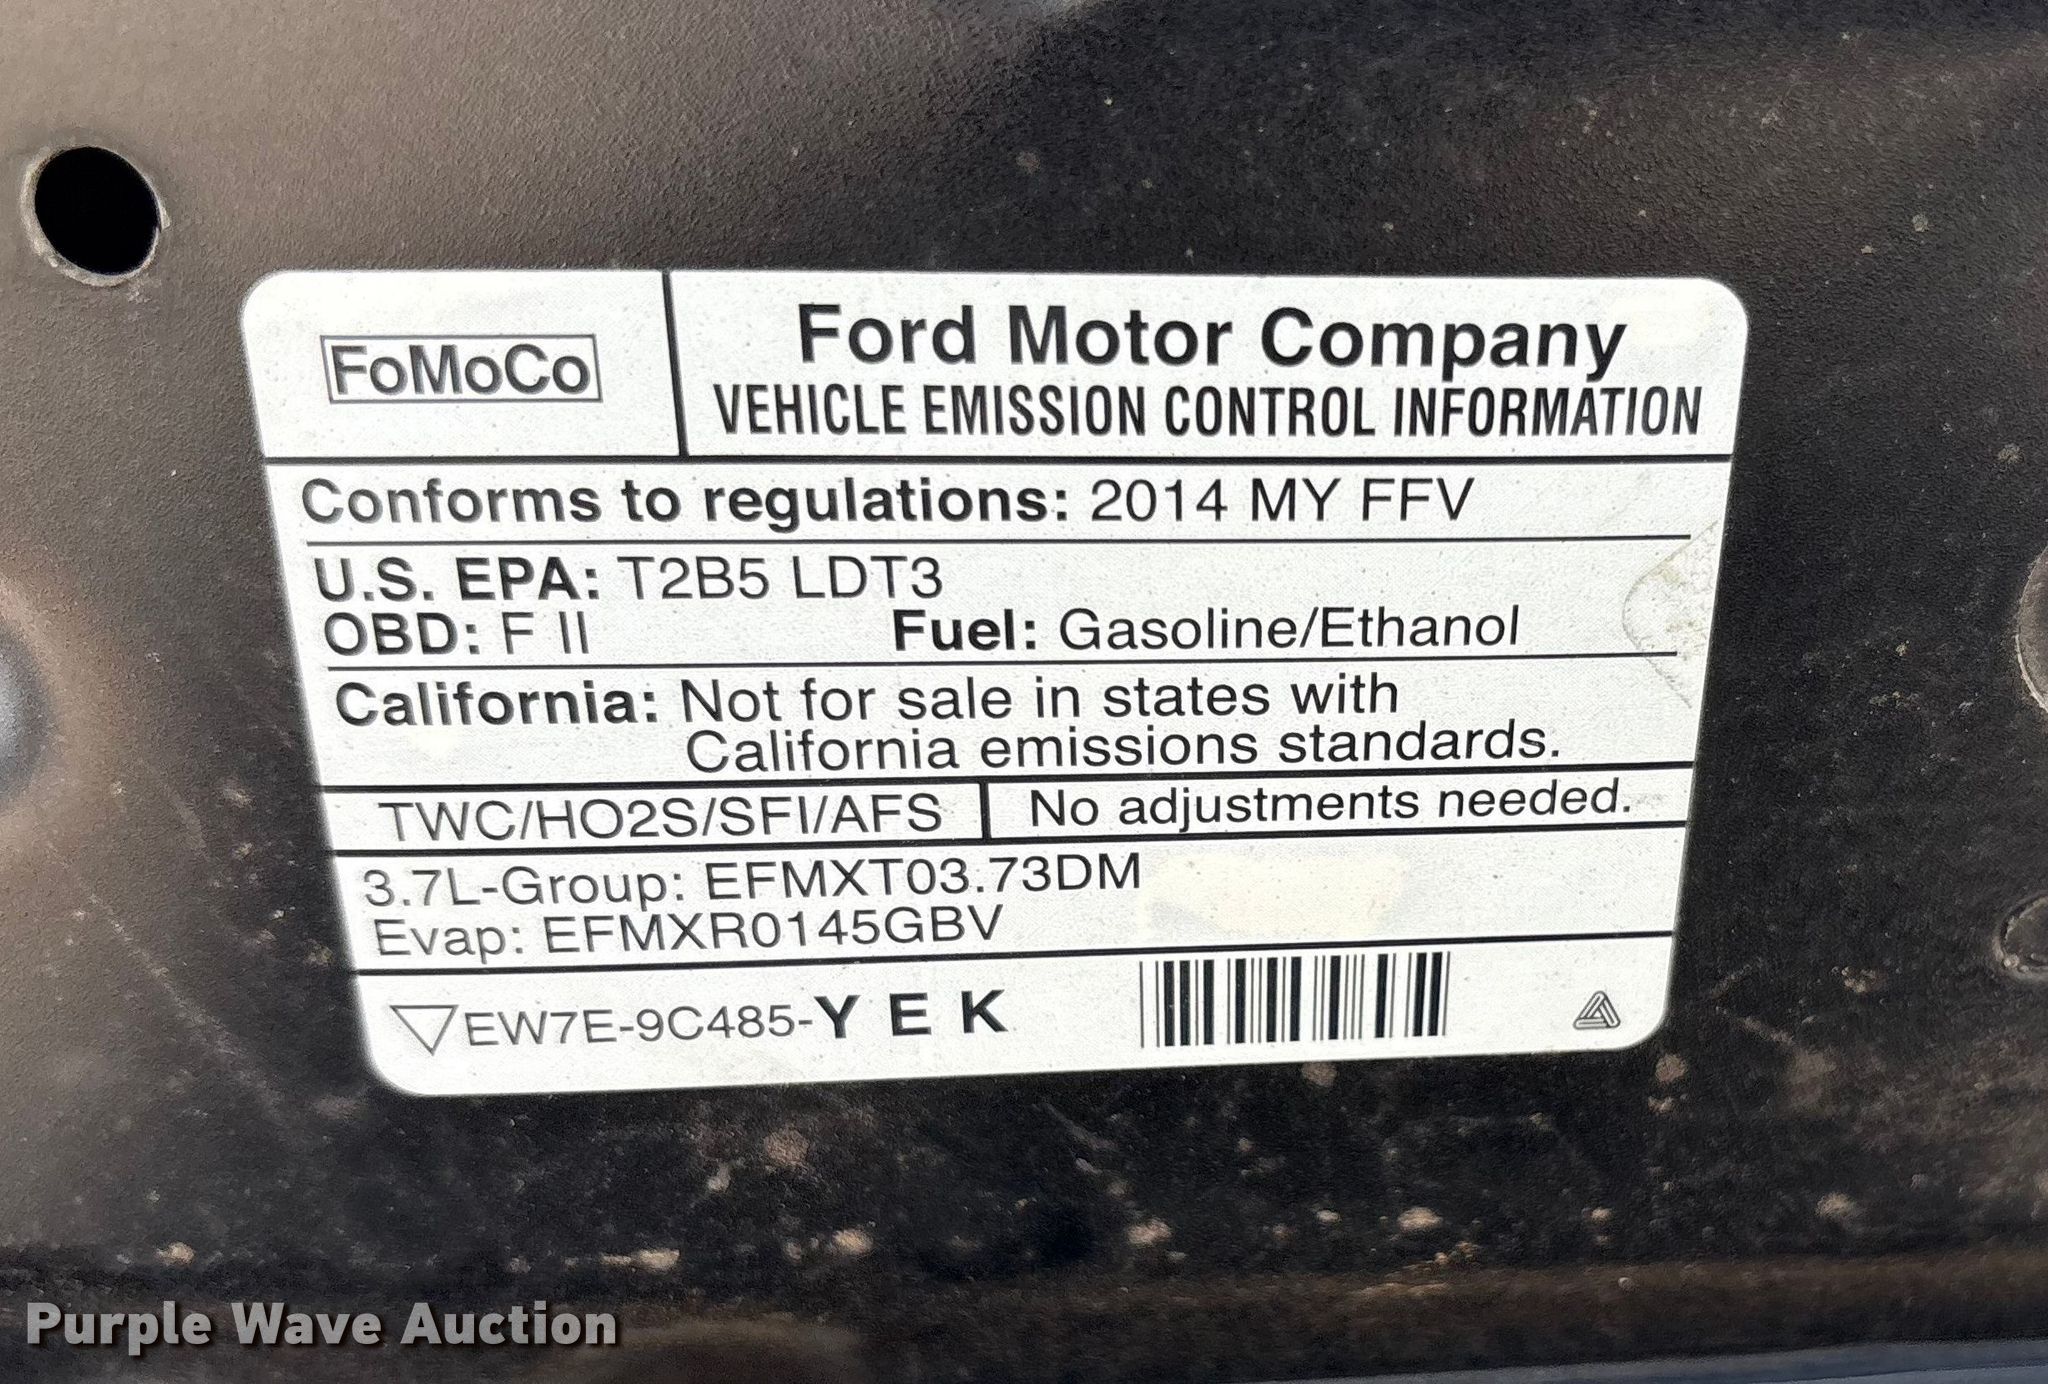 FoMoCo
Ford Motor Company
VEHICLE EMISSION CONTROL INFORMATION
Conforms to regulations: 2014 MY FFV
U.S. EPA: T2B5 LDT3
OBD: F II Fuel: Gasoline/Ethanol
California: Not for sale in states with
California emissions standards.
TWC/HO2S/SFI/AFS No adjustments needed.
3.7L-Group: EFMXT03.73DM
Evap: EFMXR0145GBV
EW7E-9C485-Y E K
Purple Wave Auction